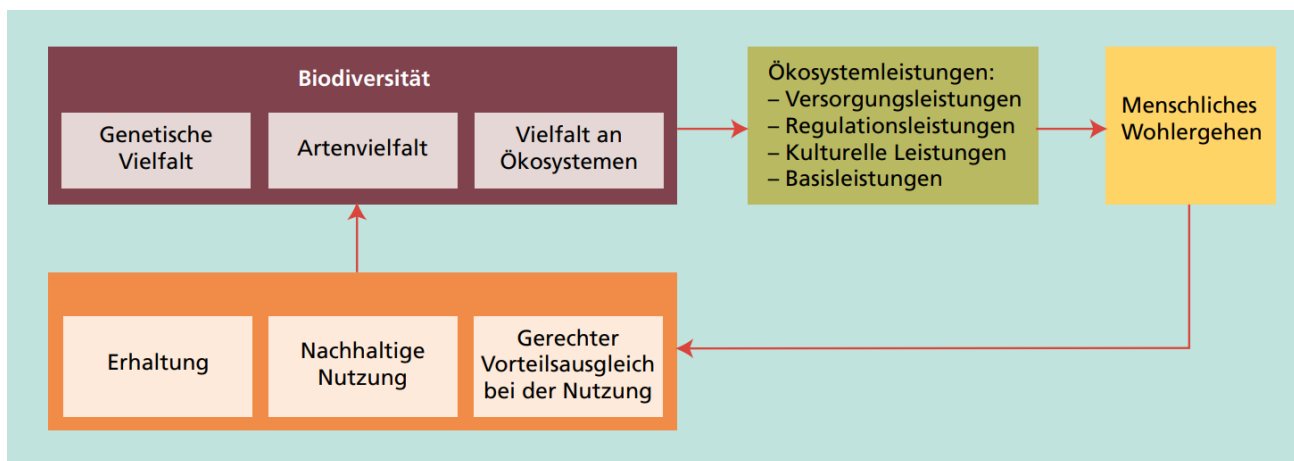 Biodiversität
Genetische
Vielfalt
Artenvielfalt
Vielfalt an
Ökosystemen
Ökosystemleistungen:
– Versorgungsleistungen
– Regulationsleistungen
– Kulturelle Leistungen
– Basisleistungen
Menschliches
Wohlergehen
Erhaltung
Nachhaltige
Nutzung
Gerechter
Vorteilsausgleich
bei der Nutzung